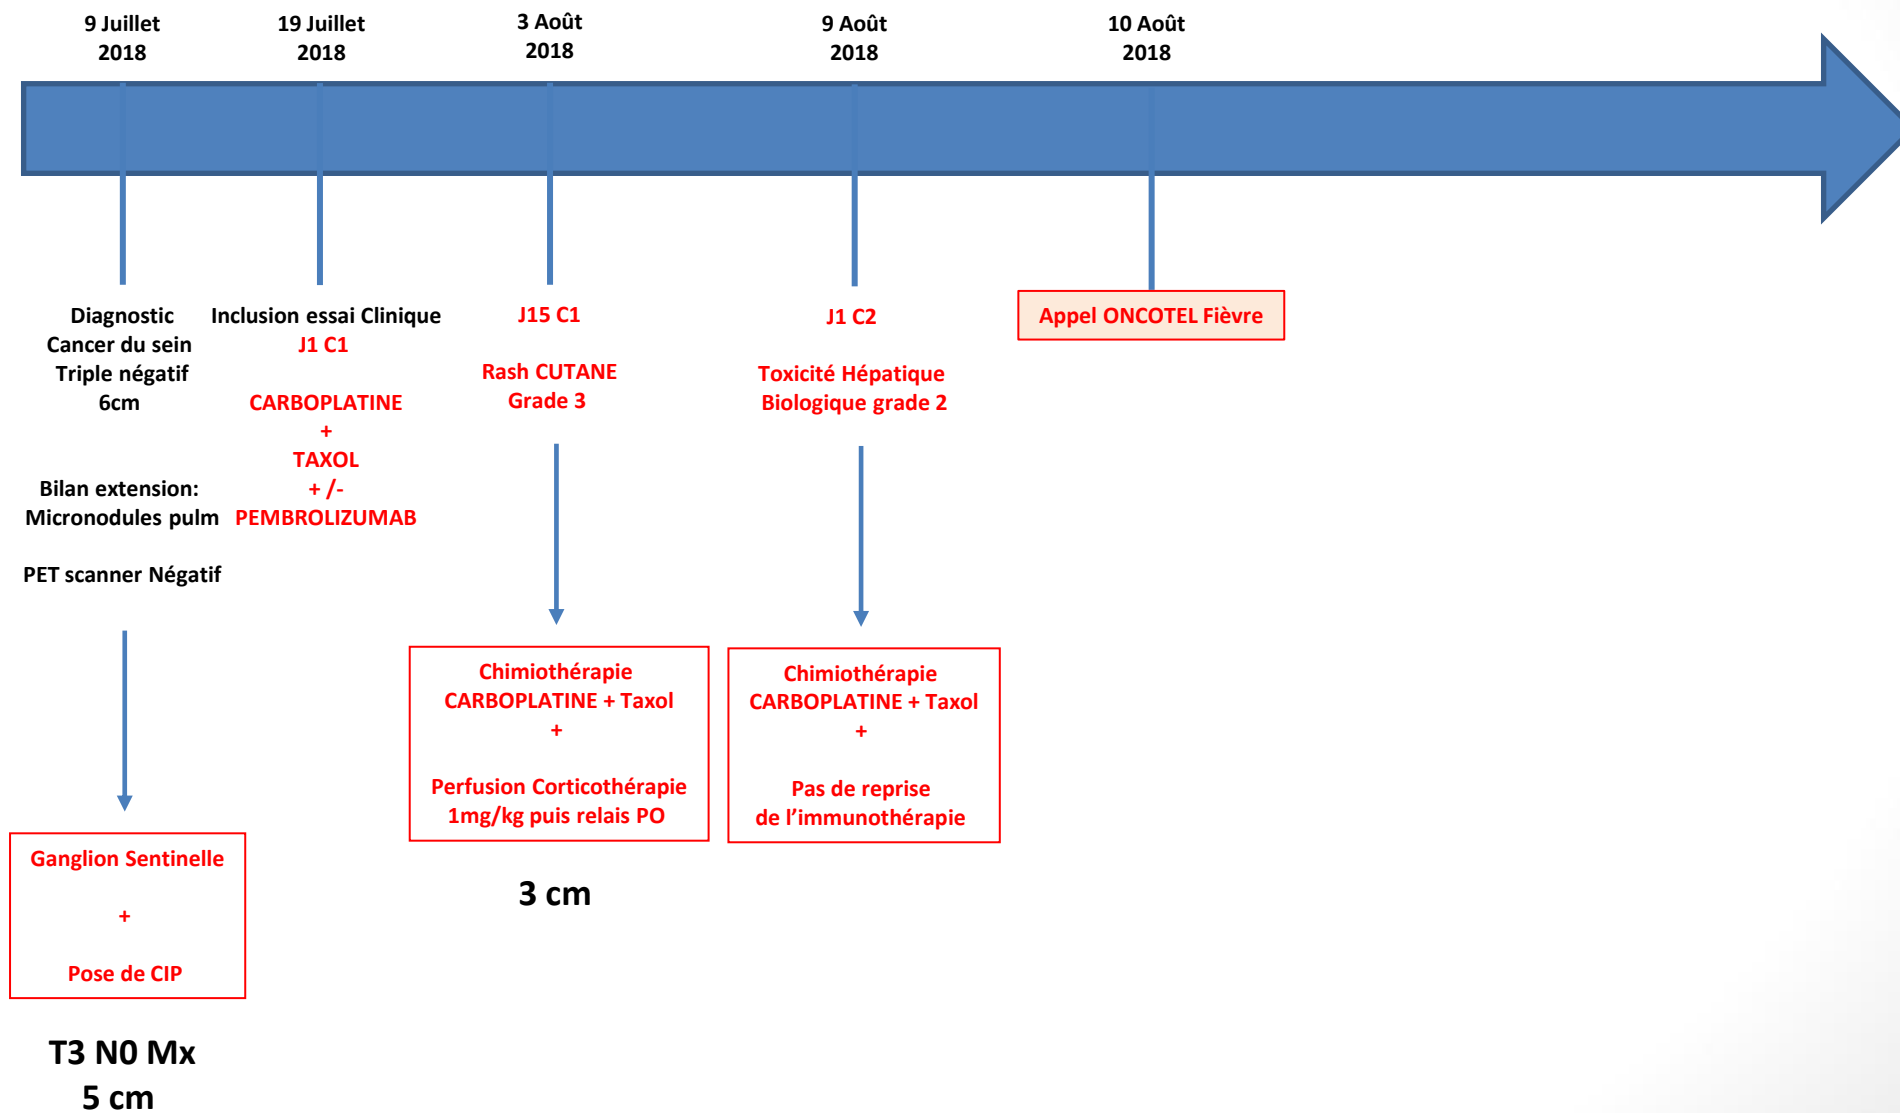 9 Juillet
2018
19 Juillet
2018
3 Août
2018
9 Août
2018
10 Août
2018
Diagnostic
Cancer du sein
Triple négatif
6cm
Bilan extension:
Micronodules pulm
PET scanner Négatif
Ganglion Sentinelle
+
Pose de CIP
T3 N0 Mx
5 cm
Inclusion essai Clinique
J1 C1
CARBOPLATINE
+
TAXOL
+ /-
PEMBROLIZUMAB
J15 C1
Rash CUTANE
Grade 3
Chimiothérapie
CARBOPLATINE + Taxol
+
Perfusion Corticothérapie
1mg/kg puis relais PO
3 cm
J1 C2
Toxicité Hépatique
Biologique grade 2
Chimiothérapie
CARBOPLATINE + Taxol
+
Pas de reprise
de l’immunothérapie
Appel ONCOTEL Fièvre